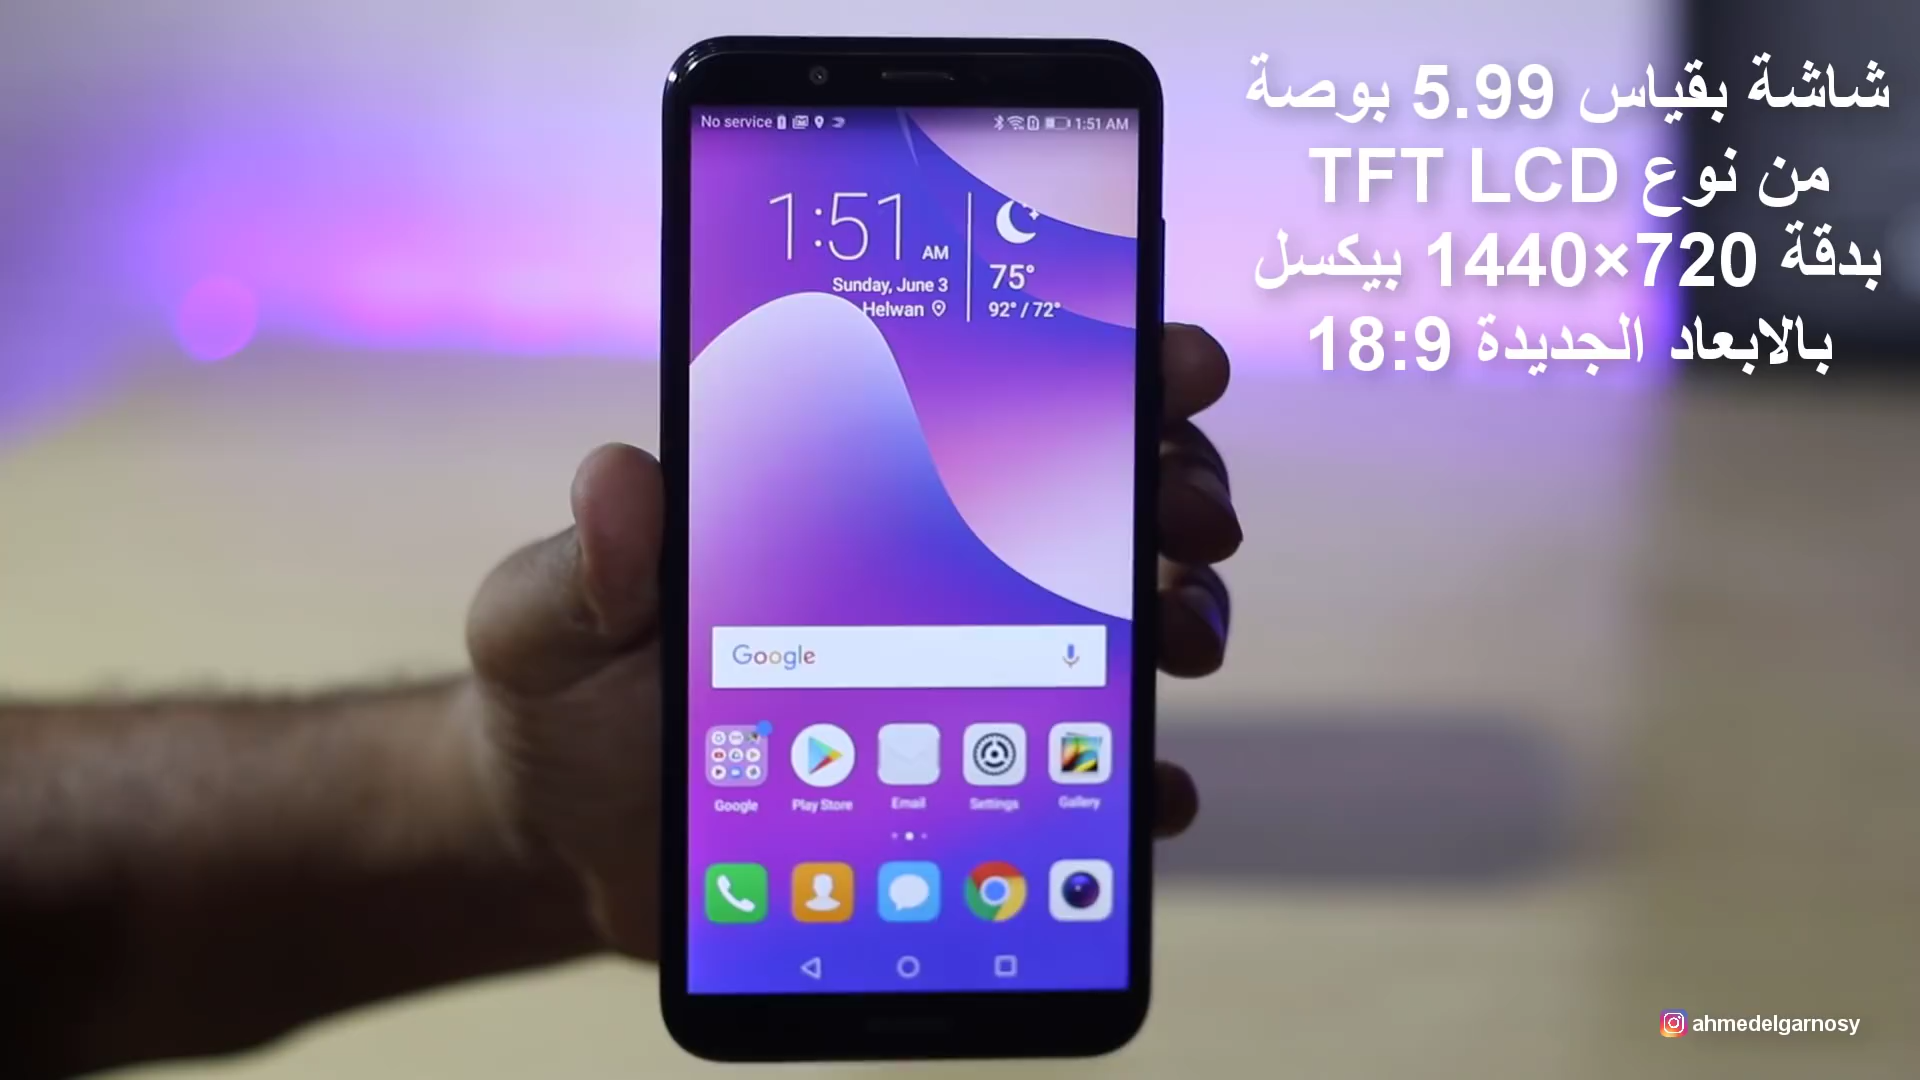 شاشة بقياس 5.99 بوصة
من نوع TFT LCD
بدقة 720×1440 بيكسل
بالابعاد الجديدة 18:9
No service 1:51 AM
1:51 AM
Sunday, June 3
Helwan
75°
92° / 72°
Google
Google Play Store Email Settings Gallery
ahmedelgarnosy